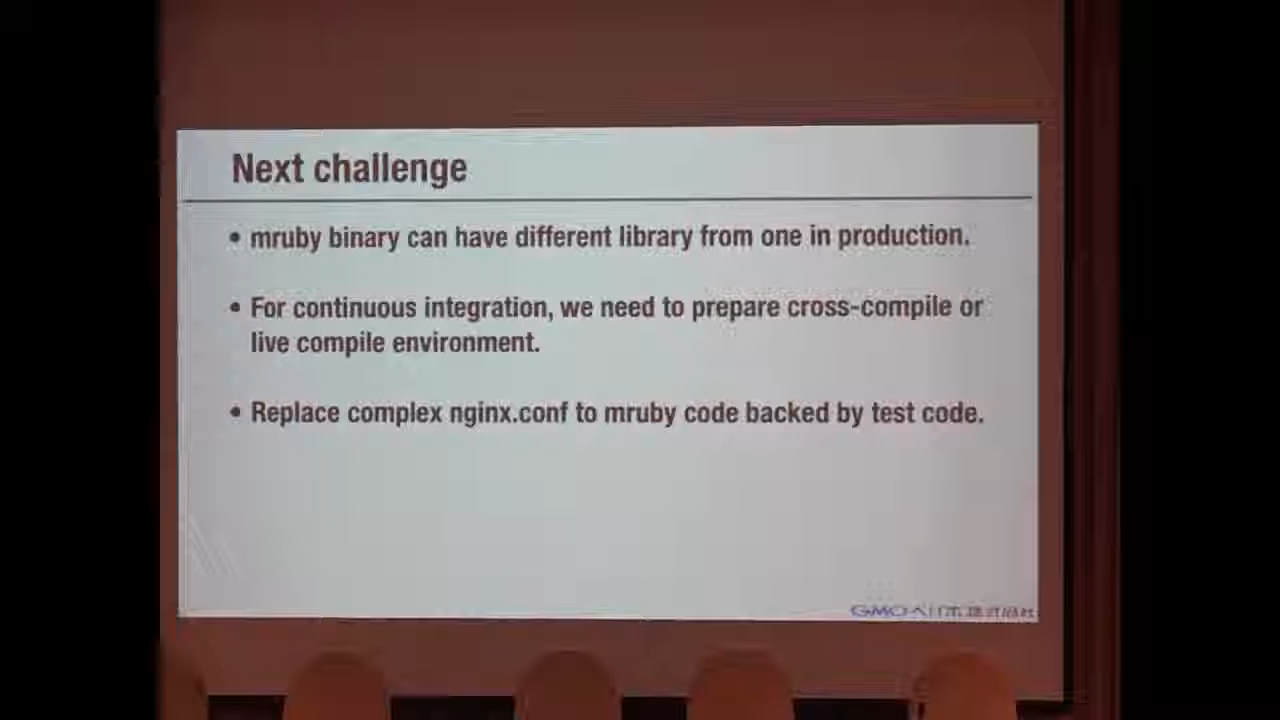 Next challenge
• mruby binary can have different library from one in production.
• For continuous integration, we need to prepare cross-compile or
live compile environment.
• Replace complex nginx.conf to mruby code backed by test code.
GMO